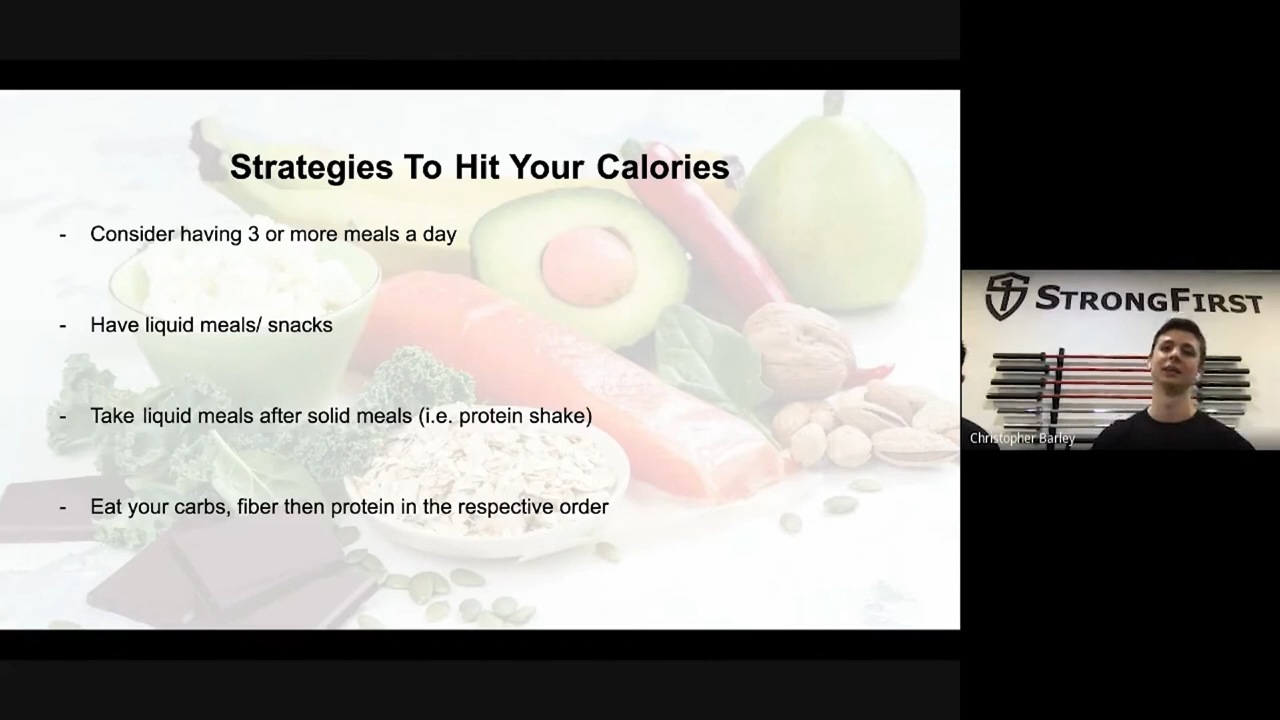 Strategies To Hit Your Calories
- Consider having 3 or more meals a day
- Have liquid meals/ snacks
- Take liquid meals after solid meals (i.e. protein shake)
- Eat your carbs, fiber then protein in the respective order
STRONGFIRST
Christopher Barley